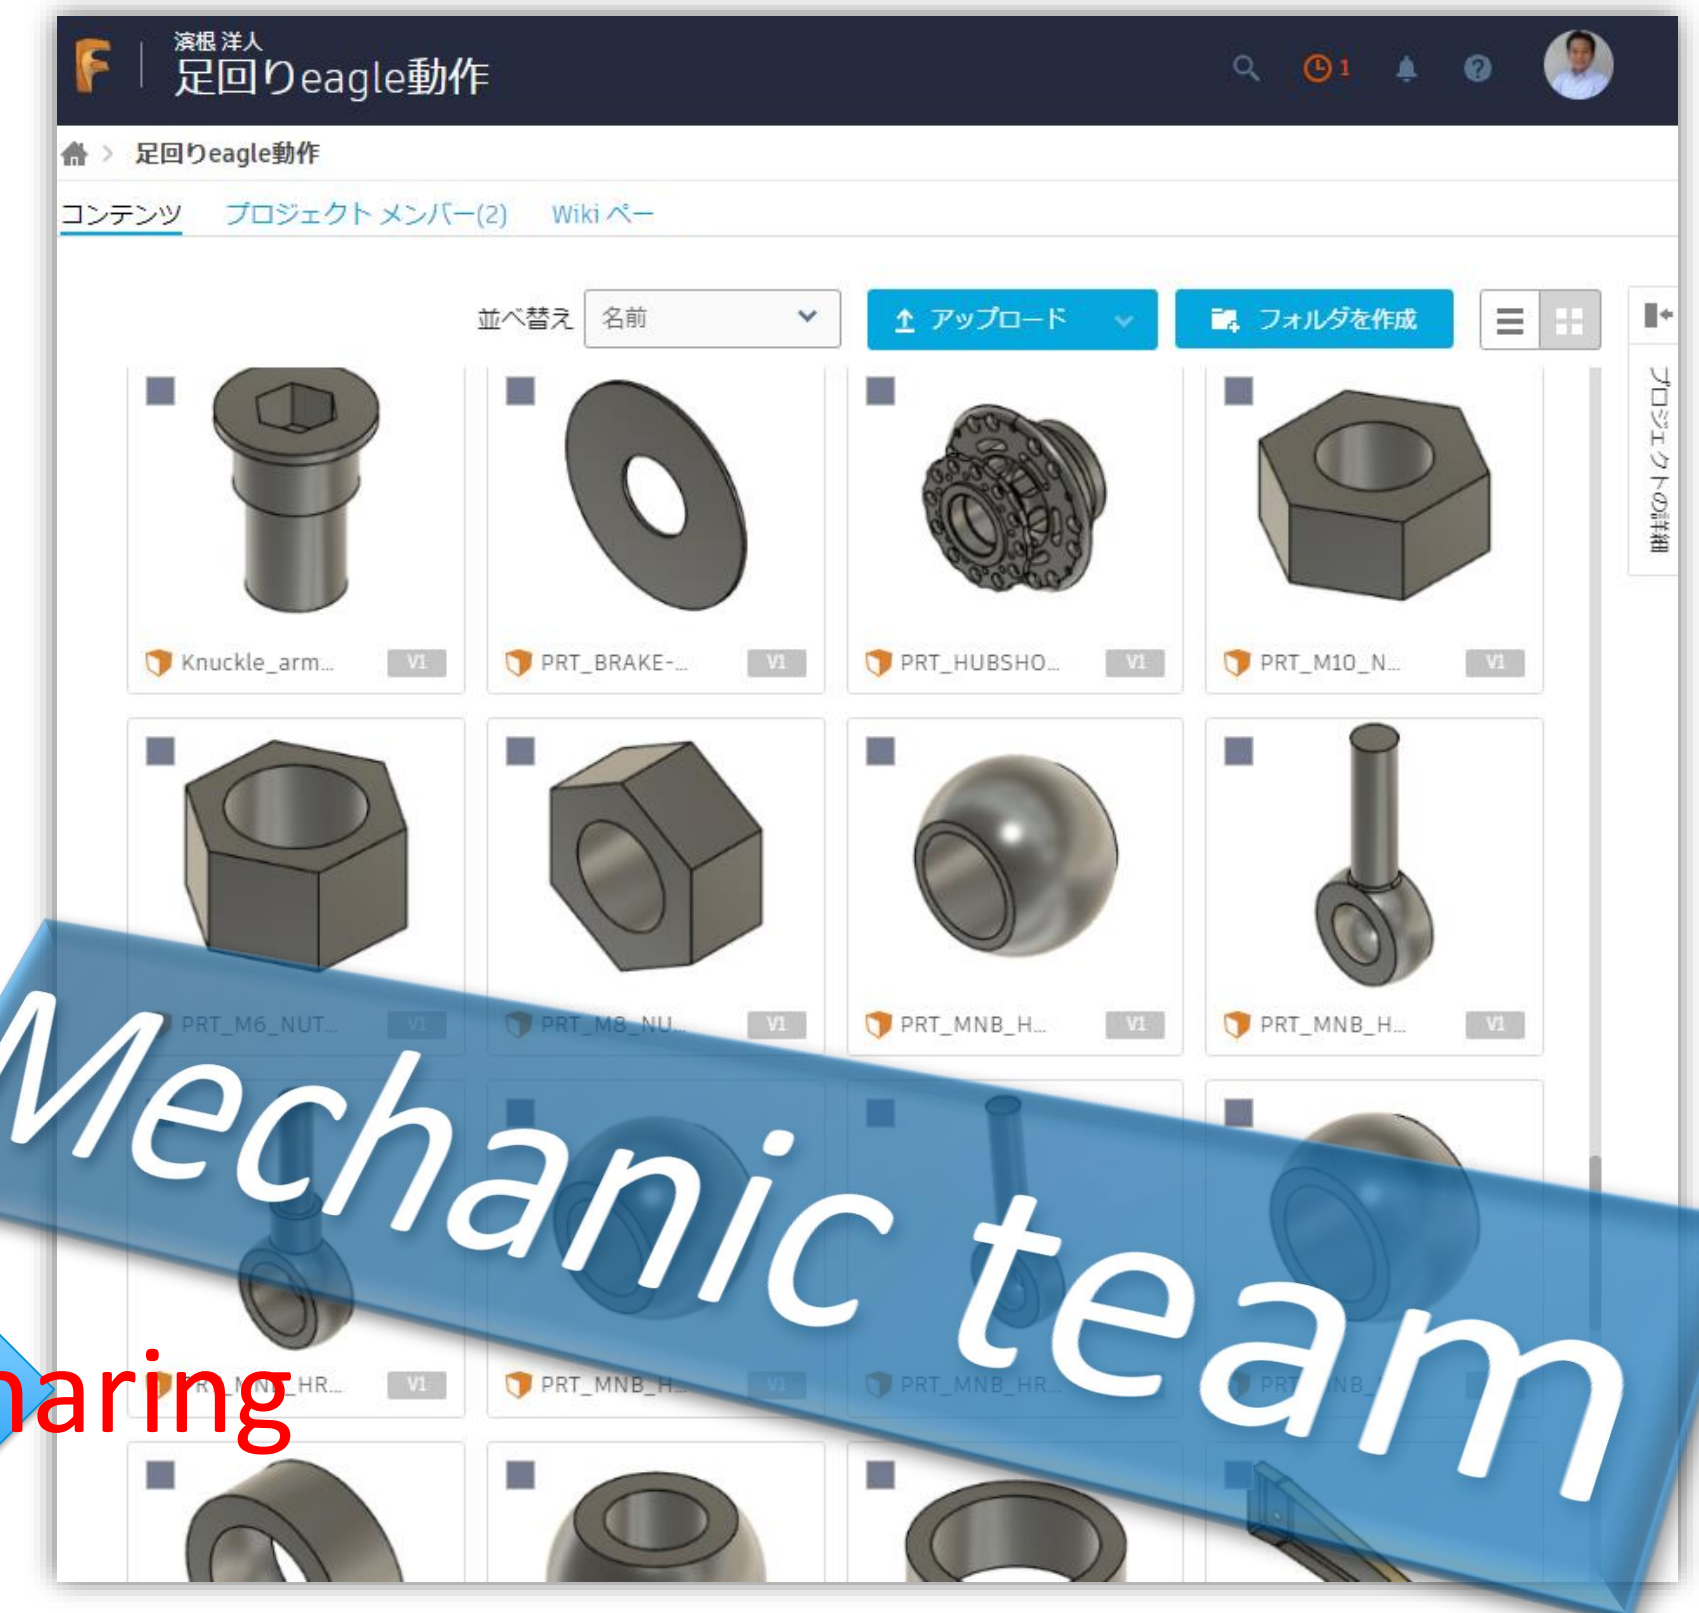 濱根 洋人
足回りeagle動作
1
足回りeagle動作
コンテンツ プロジェクト メンバー(2) Wiki ペー
並べ替え 名前 アップロード フォルダを作成
プロジェクトの詳細
Knuckle_arm... V1 PRT_BRAKE-... V1 PRT_HUBSHO... V1 PRT_M10_N... V1
PRT_M6_NUT... V1 PRT_M8_NU... V1 PRT_MNB_H... V1 PRT_MNB_H... V1
Mechanic team
PRT_MNB_HR... V1 PRT_MNB_H... V1 PRT_MNB_HR...
haring